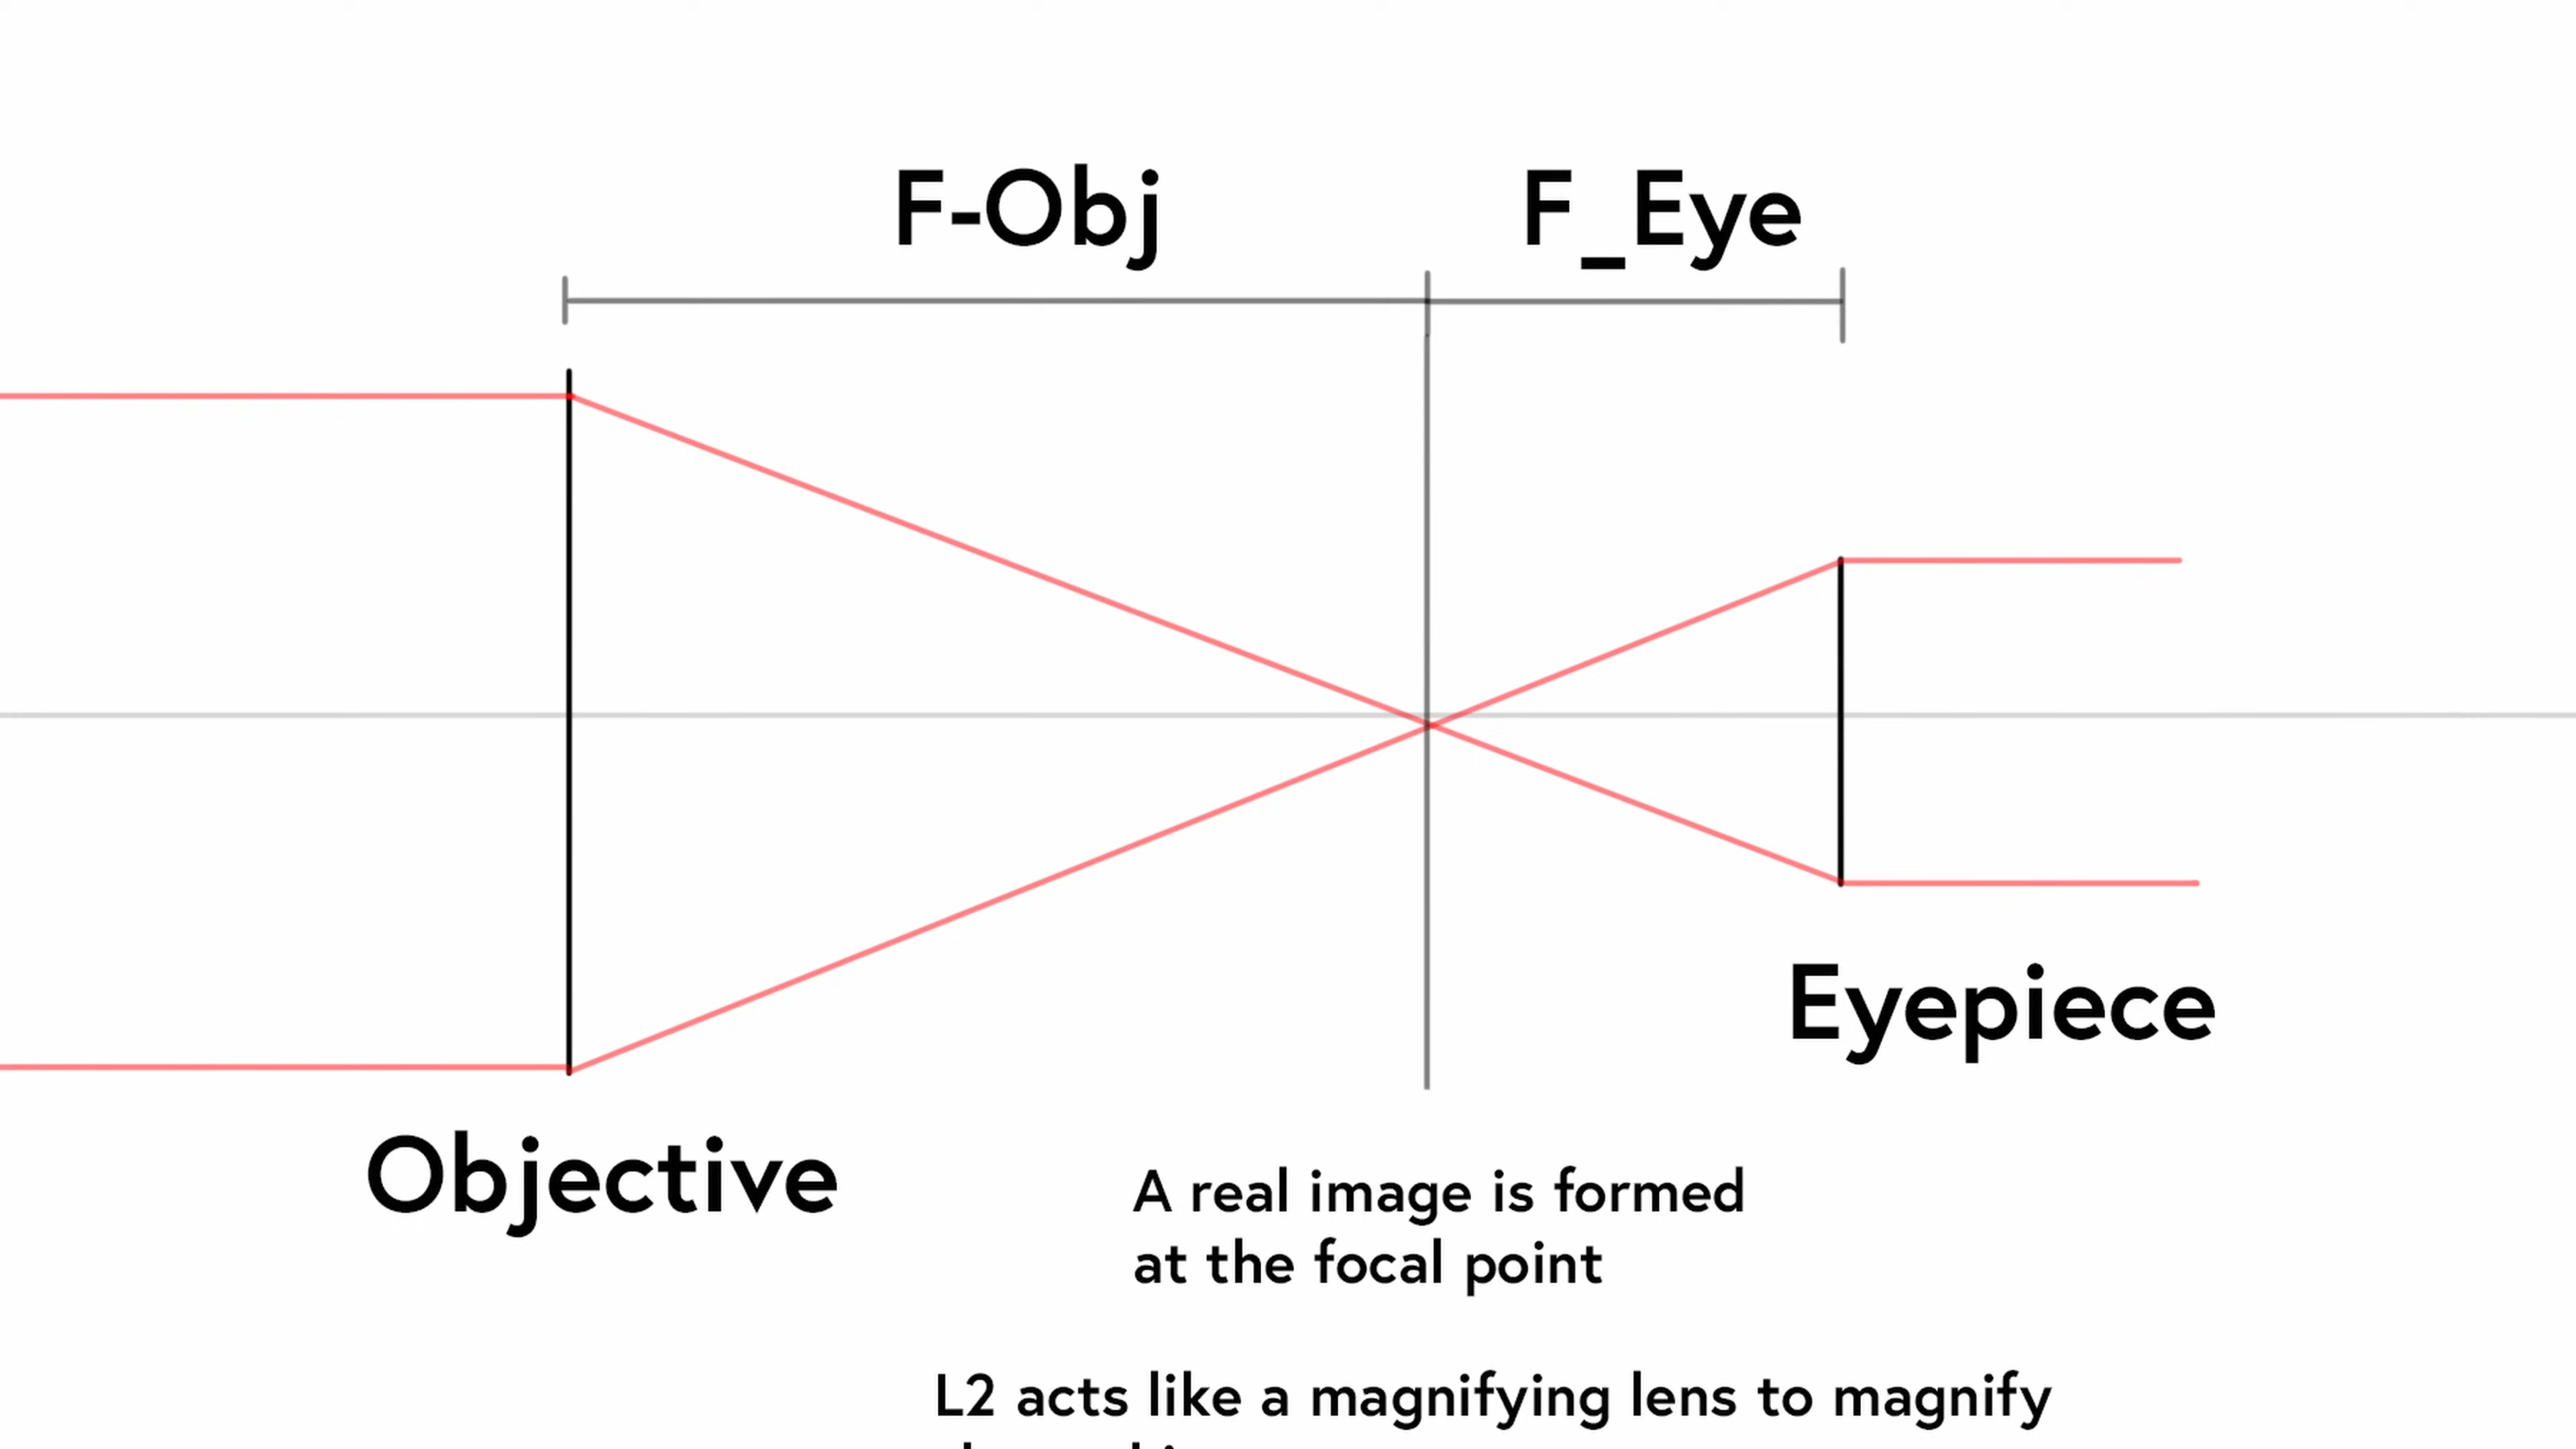 F-Obj
F_Eye
Eyepiece
Objective
A real image is formed
at the focal point
L2 acts like a magnifying lens to magnify